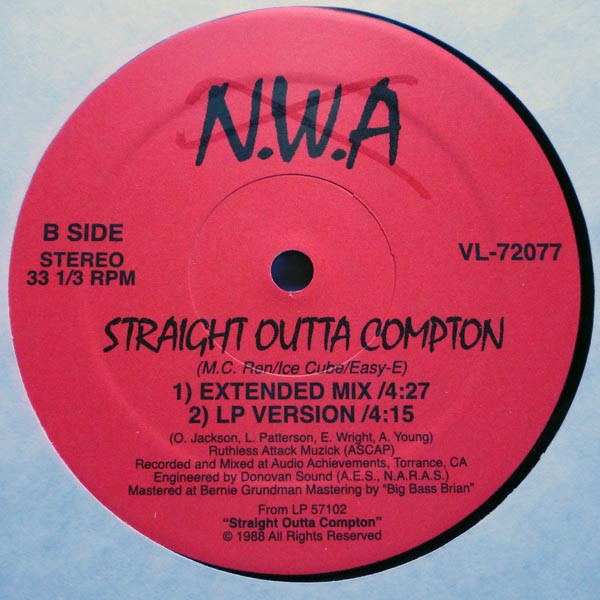 N.W.A
B SIDE
STEREO
33 1/3 RPM
VL-72077
STRAIGHT OUTTA COMPTON
(M.C. Ren/Ice Cube/Easy-E)
1) EXTENDED MIX /4:27
2) LP VERSION /4:15
(O. Jackson, L. Patterson, E. Wright, A. Young)
Ruthless Attack Muzick (ASCAP)
Recorded and Mixed at Audio Achievements, Torrance, CA
Engineered by Donovan Sound (A.E.S., N.A.R.A.S.)
Mastered at Bernie Grundman Mastering by "Big Bass Brian"
From LP 57102
"Straight Outta Compton"
© 1988 All Rights Reserved